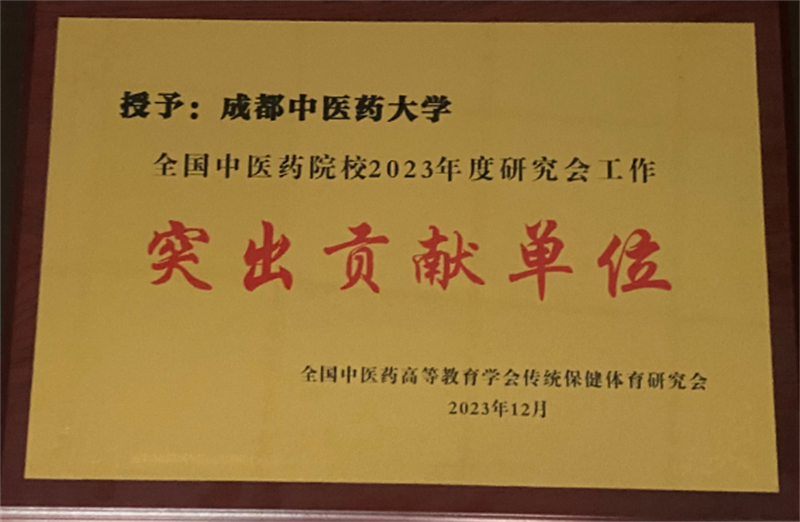 授予：成都中医药大学
全国中医药院校2023年度研究会工作
突出贡献单位
全国中医药高等教育学会传统保健体育研究会
2023年12月